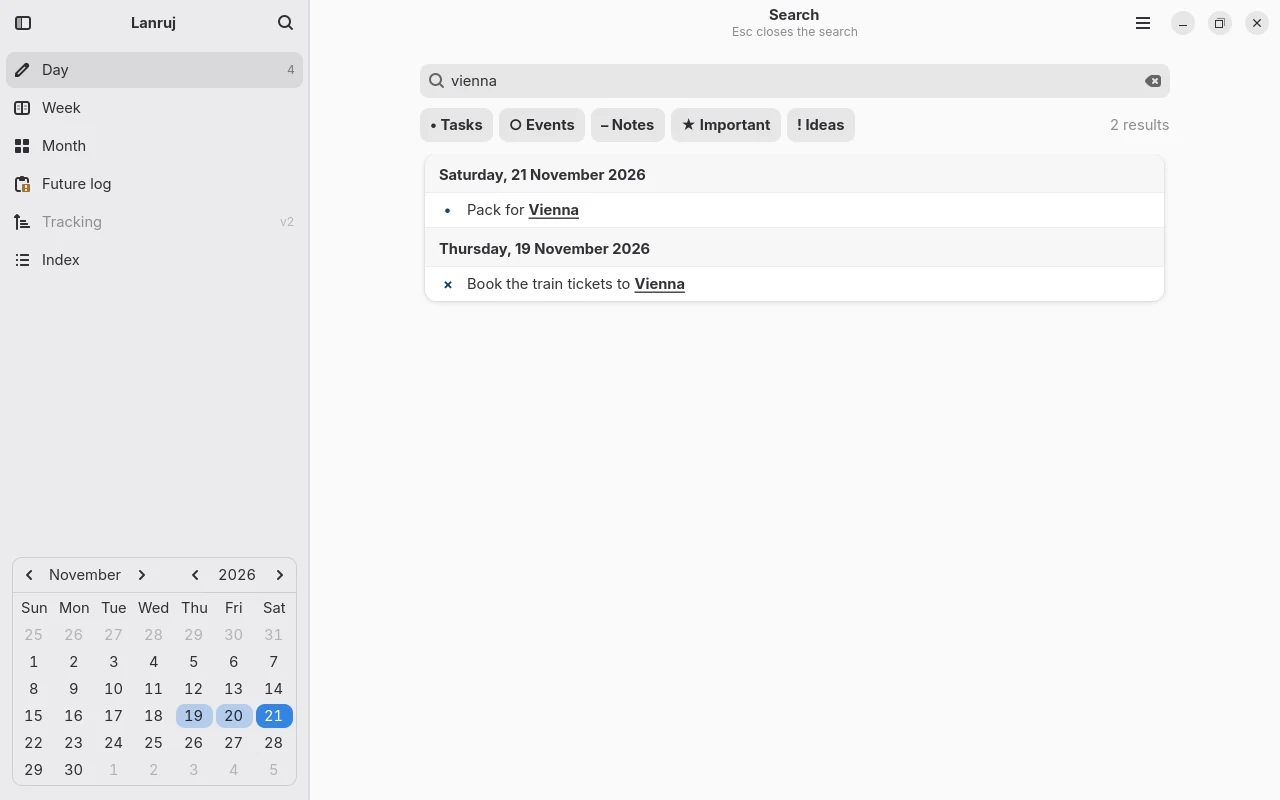 Lanruj
Search
Esc closes the search
Day 4
Week
Month
Future log
Tracking v2
Index
vienna
• Tasks
O Events
– Notes
★ Important
! Ideas
2 results
Saturday, 21 November 2026
• Pack for Vienna
Thursday, 19 November 2026
× Book the train tickets to Vienna
November 2026
Sun Mon Tue Wed Thu Fri Sat
25 26 27 28 29 30 31
1 2 3 4 5 6 7
8 9 10 11 12 13 14
15 16 17 18 19 20 21
22 23 24 25 26 27 28
29 30 1 2 3 4 5